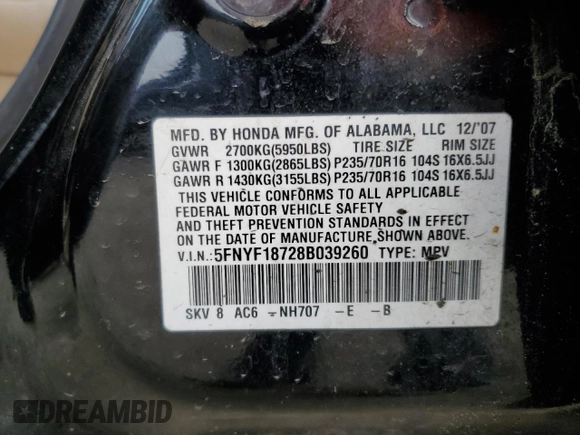 MFD. BY HONDA MFG. OF ALABAMA, LLC 12/'07
GVWR 2700KG(5950LBS) TIRE SIZE RIM SIZE
GAWR F 1300KG(2865LBS) P235/70R16 104S 16X6.5JJ
GAWR R 1430KG(3155LBS) P235/70R16 104S 16X6.5JJ
THIS VEHICLE CONFORMS TO ALL APPLICABLE
FEDERAL MOTOR VEHICLE SAFETY
AND THEFT PREVENTION STANDARDS IN EFFECT
ON THE DATE OF MANUFACTURE SHOWN ABOVE.
V.I.N.:5FNYF18728B039260 TYPE: MPV
SKV 8 AC6 -NH707 -E -B
DREAMBID